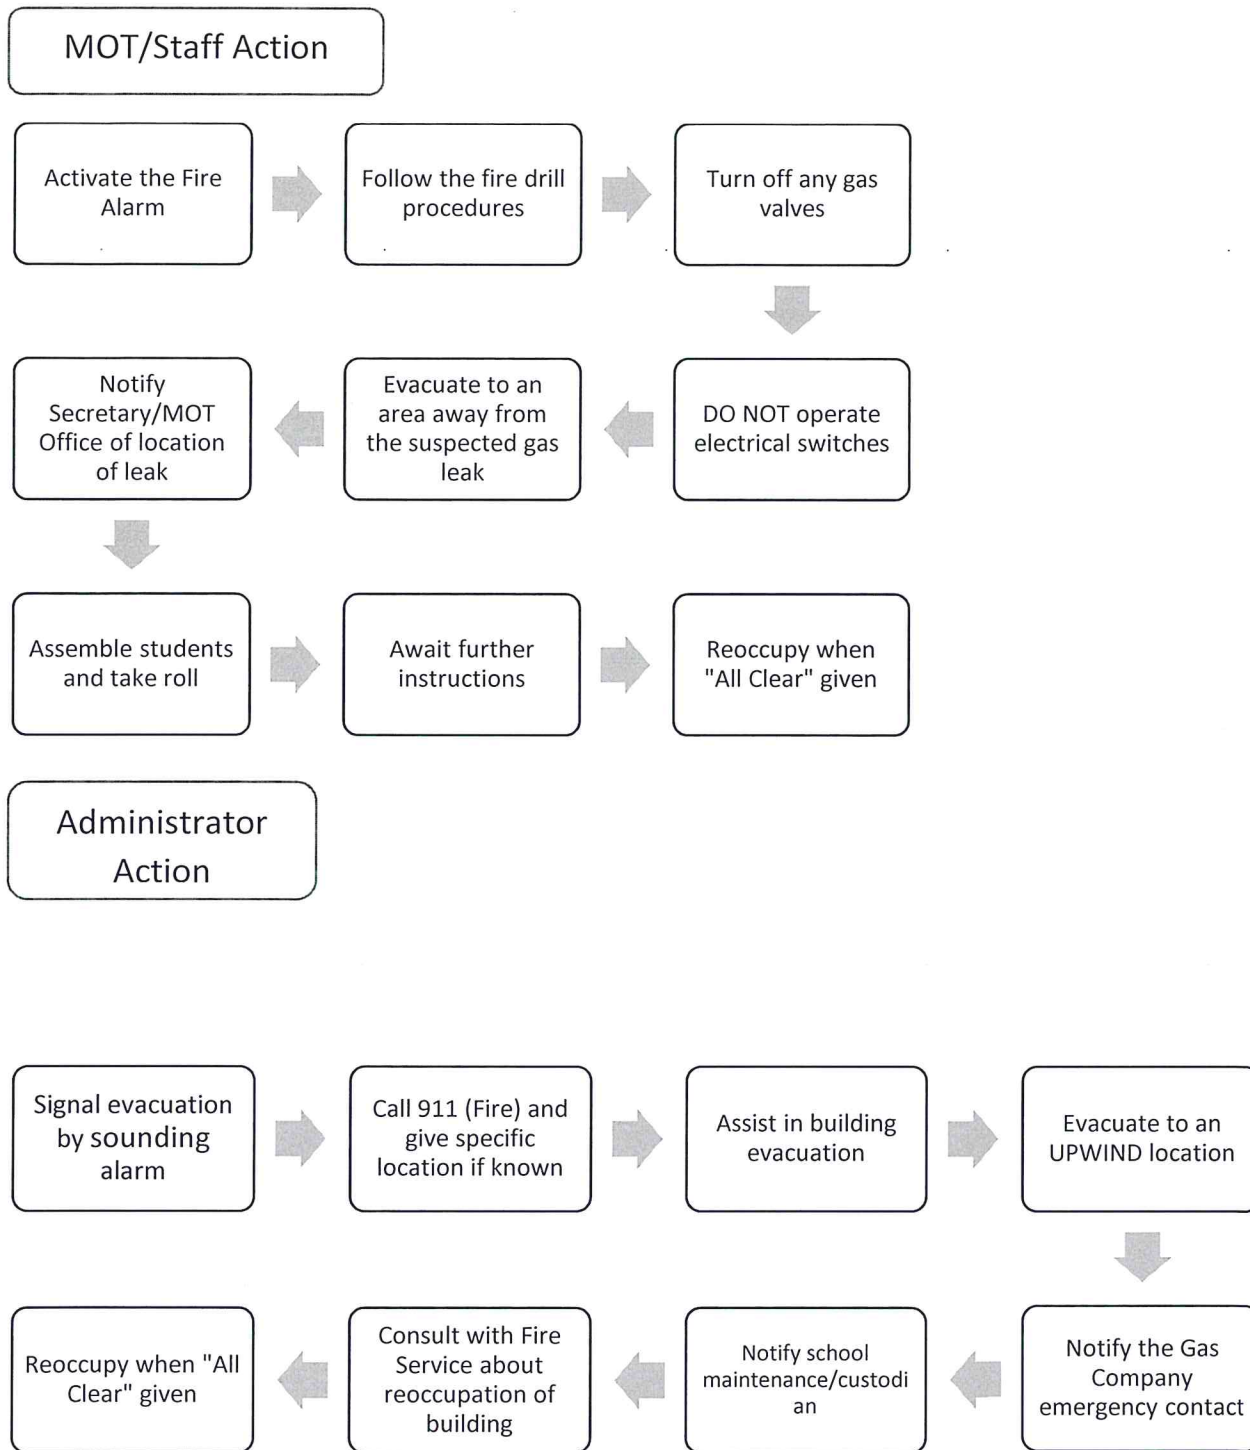 MOT/Staff Action
Activate the Fire
Alarm
Follow the fire drill
procedures
Turn off any gas
valves
DO NOT operate
electrical switches
Evacuate to an
area away from
the suspected gas
leak
Notify
Secretary/MOT
Office of location
of leak
Assemble students
and take roll
Await further
instructions
Reoccupy when
"All Clear" given
Administrator
Action
Signal evacuation
by sounding
alarm
Call 911 (Fire) and
give specific
location if known
Assist in building
evacuation
Evacuate to an
UPWIND location
Notify the Gas
Company
emergency contact
Notify school
maintenance/custodi
an
Consult with Fire
Service about
reoccupation of
building
Reoccupy when "All
Clear" given